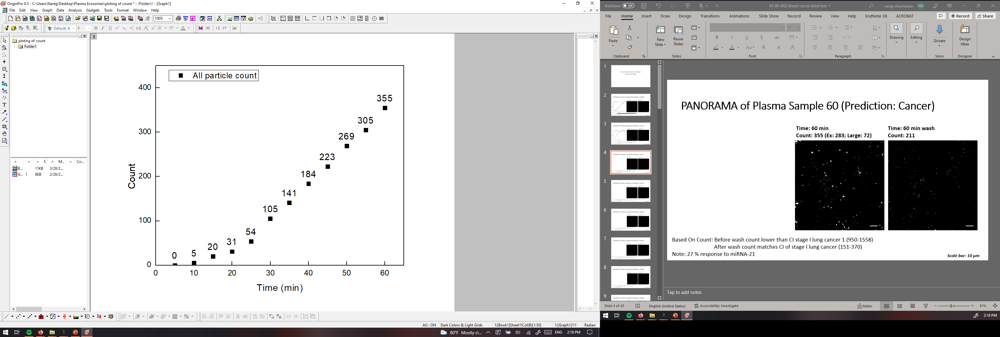 OriginPro 8.5 - C:\Users\Nareg\Desktop\Plasma Exosomes\ploting of count * - /Folder1/ - [Graph1]
File Edit View Graph Data Analysis Gadgets Tools Format Window Help
100%
Default: A 0 B I U
ploting of count
Folder1
S M.. Co...
B... 11KB 3/28/2...
G... 1 8KB 2/28/2...
1
All particle count
400
300
200
100
0
Count
0 5 20 31 54 105 141 184 223 269 305 355
0 10 20 30 40 50 60
Time (min)
AU : ON Dark Colors & Light Grids 1:[Book1]Sheet1!Col(B)[1:30] 1:[Graph1]1!1 Radian
80°F Mostly cl... ENG 2:18 PM
AutoSave Off 03-09-2022 Breast cancer blind test nareg ohannesian NO
File Home Insert Draw Design Transitions Animations Slide Show Record Review View Help EndNote X8 ACROBAT Record Share
Paste New Slide Reuse Slides Drawing Editing Dictate Design Ideas
18
B I U S ab AV
Aa A A
Clipboard Slides Font Paragraph Voice Designer
1
Blind Test Healthy vs Breast
Plasma Samples
2
3
4
5
6
7
8
9
PANORAMA of Plasma Sample 60 (Prediction: Cancer)
Time: 60 min
Count: 355 (Ex: 283; Large: 72)
Time: 60 min wash
Count: 211
Based On Count: Before wash count lower than CI stage I lung cancer 1 (950-1558)
After wash count matches CI of stage I lung cancer (151-370)
Note: 27 % response to miRNA-21
Scale bar: 10 µm
Tap to add notes
Slide 4 of 43 English (United States) Accessibility: Investigate Notes 81%
2:18 PM